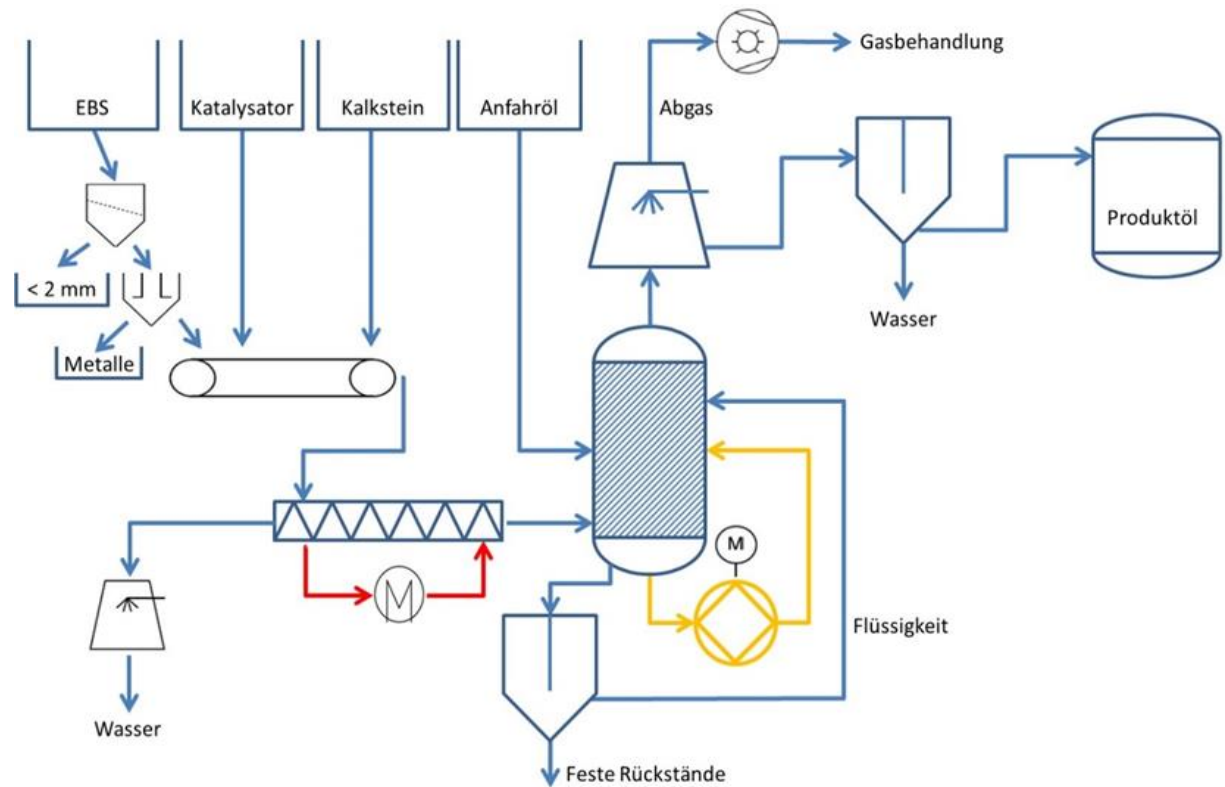 Gasbehandlung
EBS
Katalysator
Kalkstein
Anfahröl
Abgas
Produktöl
< 2 mm
Wasser
Metalle
M
M
Flüssigkeit
Wasser
Feste Rückstände